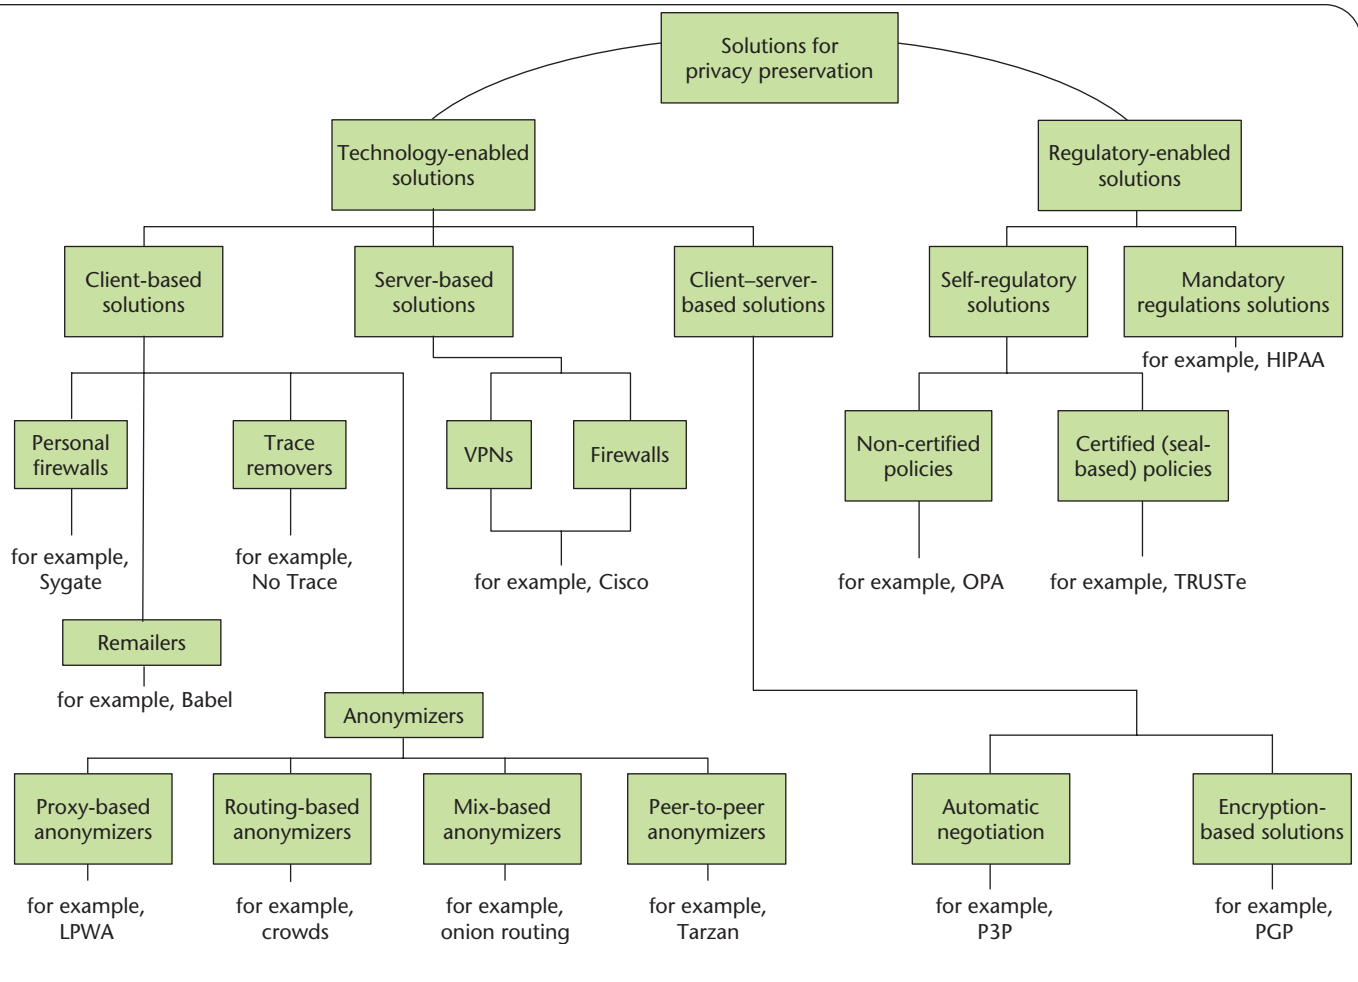 Solutions for
privacy preservation
Technology-enabled
solutions
Regulatory-enabled
solutions
Client-based
solutions
Server-based
solutions
Client–server-
based solutions
Self-regulatory
solutions
Mandatory
regulations solutions
for example, HIPAA
Personal
firewalls
Trace
removers
VPNs
Firewalls
Non-certified
policies
Certified (seal-
based) policies
for example,
Sygate
for example,
No Trace
for example, Cisco
for example, OPA
for example, TRUSTe
Remailers
for example, Babel
Anonymizers
Proxy-based
anonymizers
Routing-based
anonymizers
Mix-based
anonymizers
Peer-to-peer
anonymizers
Automatic
negotiation
Encryption-
based solutions
for example,
LPWA
for example,
crowds
for example,
onion routing
for example,
Tarzan
for example,
P3P
for example,
PGP